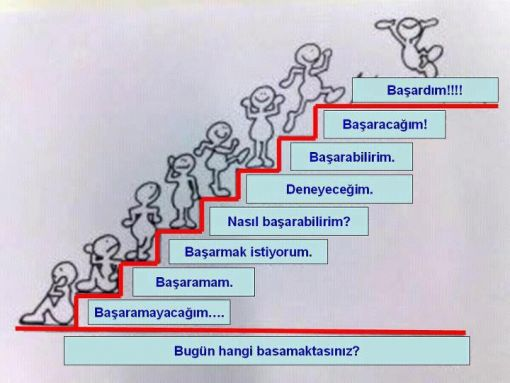 Başardım!!!!
Başaracağım!
Başarabilirim.
Deneyeceğim.
Nasıl başarabilirim?
Başarmak istiyorum.
Başaramam.
Başaramayacağım....
Bugün hangi basamaktasınız?